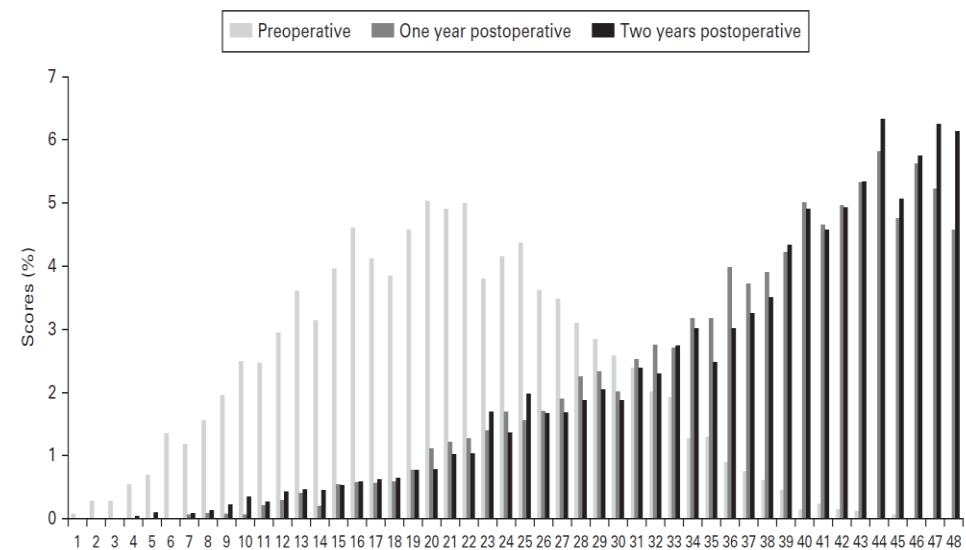 Preoperative One year postoperative Two years postoperative
7
6
5
4
3
2
1
0
Scores (%)
1 2 3 4 5 6 7 8 9 10 11 12 13 14 15 16 17 18 19 20 21 22 23 24 25 26 27 28 29 30 31 32 33 34 35 36 37 38 39 40 41 42 43 44 45 46 47 48